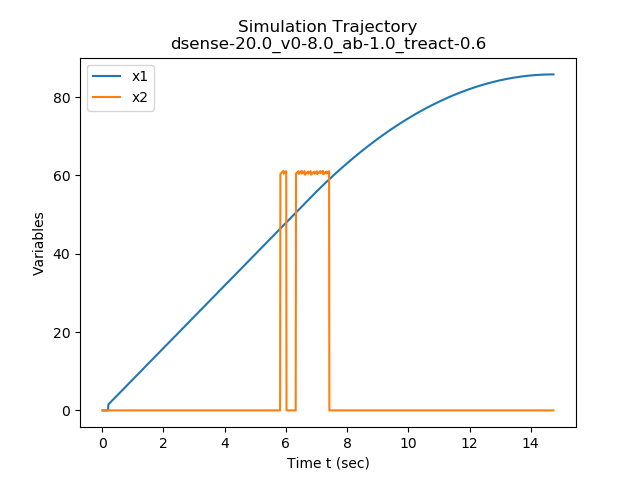 Simulation Trajectory
dsense-20.0_v0-8.0_ab-1.0_treact-0.6
x1
x2
Variables
80
60
40
20
0
0 2 4 6 8 10 12 14
Time t (sec)